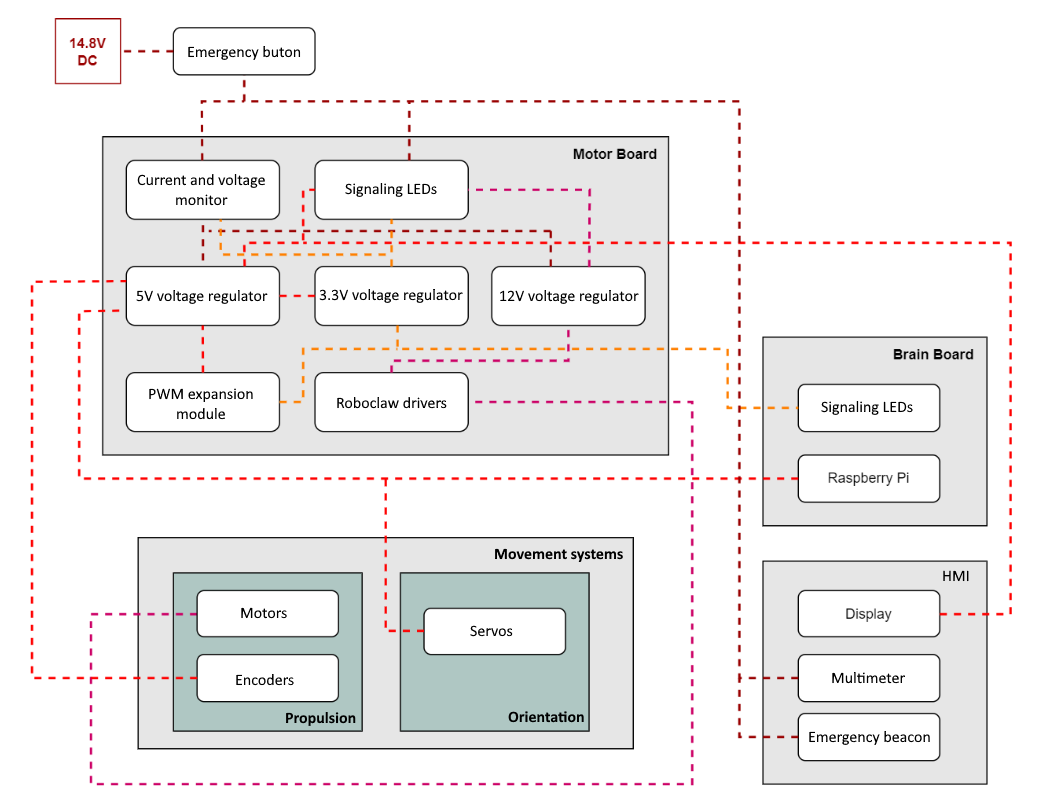 14.8V
DC
Emergency buton
Motor Board
Current and voltage
monitor
Signaling LEDs
5V voltage regulator
3.3V voltage regulator
12V voltage regulator
PWM expansion
module
Roboclaw drivers
Brain Board
Signaling LEDs
Raspberry Pi
Movement systems
Motors
Encoders
Propulsion
Servos
Orientation
HMI
Display
Multimeter
Emergency beacon